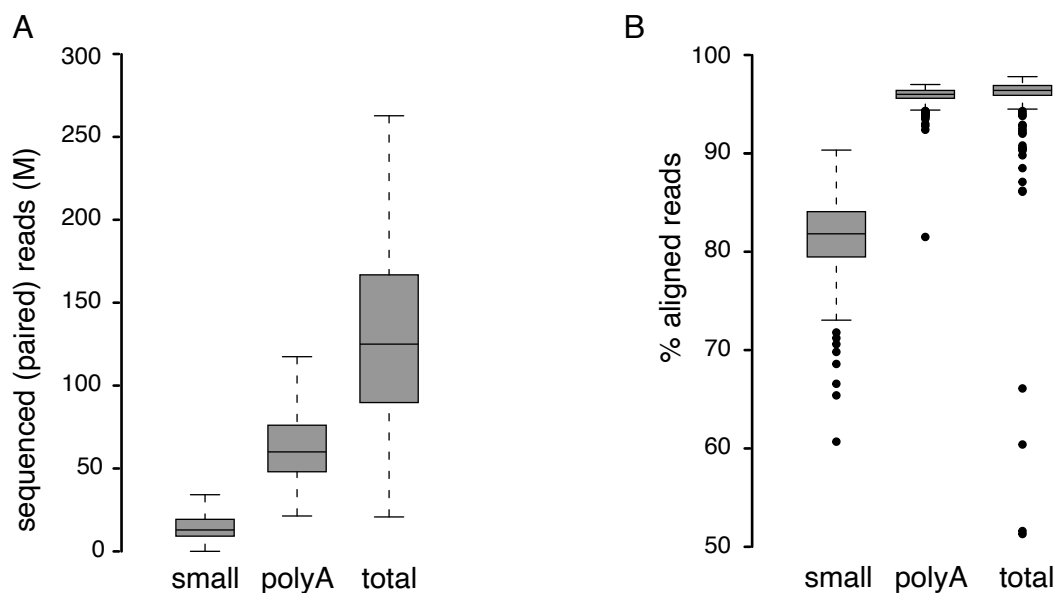 A
sequenced (paired) reads (M)
300
250
200
150
100
50
0
small polyA total
B
% aligned reads
100
90
80
70
60
50
small polyA total